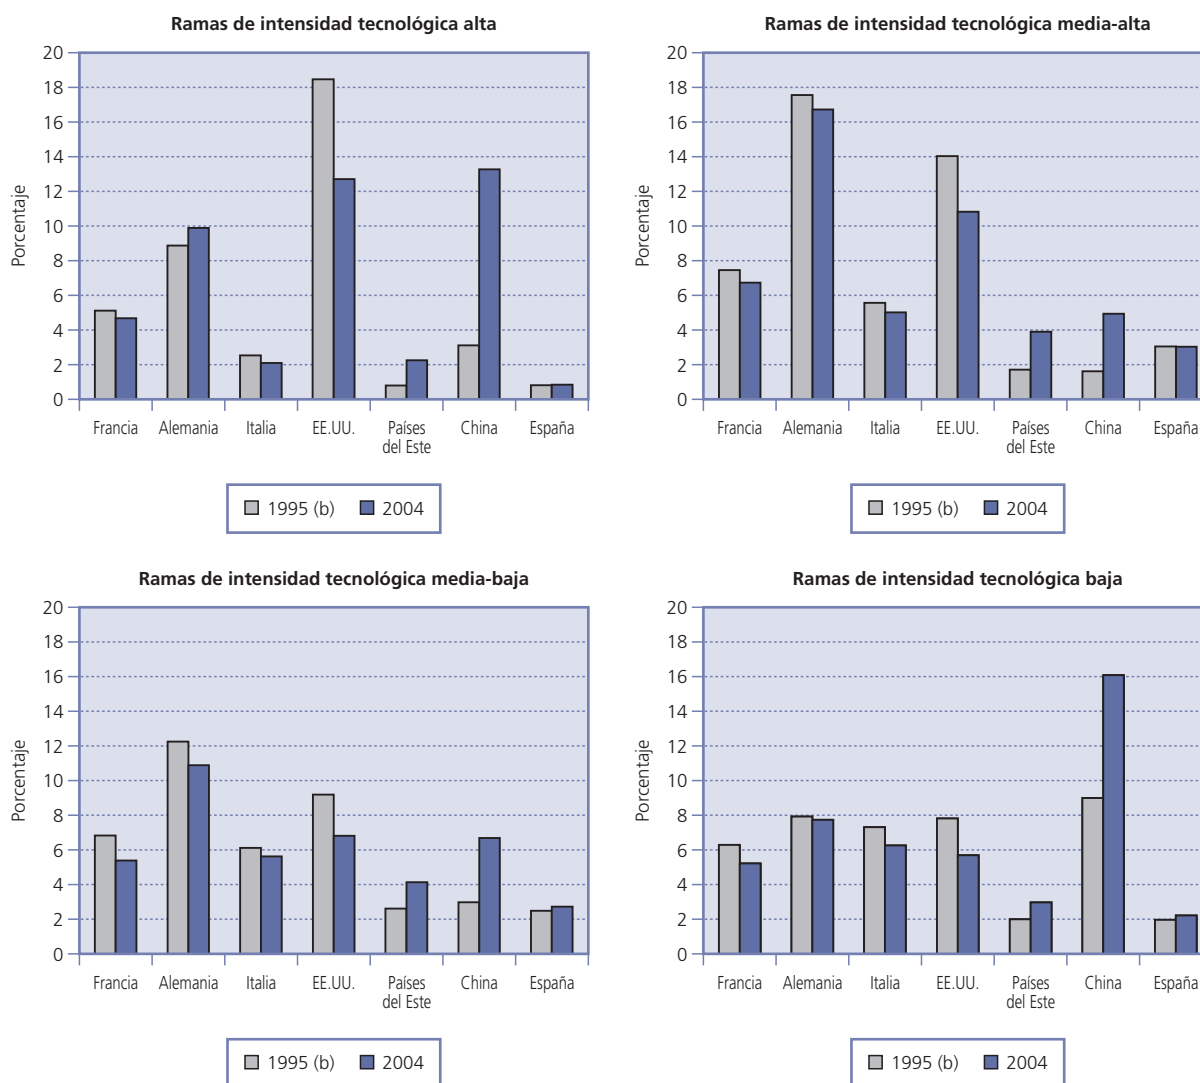 Ramas de intensidad tecnológica alta
Porcentaje
20
18
16
14
12
10
8
6
4
2
0
Francia Alemania Italia EE.UU. Países del Este China España
1995 (b) 2004
Ramas de intensidad tecnológica media-alta
Porcentaje
20
18
16
14
12
10
8
6
4
2
0
Francia Alemania Italia EE.UU. Países del Este China España
1995 (b) 2004
Ramas de intensidad tecnológica media-baja
Porcentaje
20
18
16
14
12
10
8
6
4
2
0
Francia Alemania Italia EE.UU. Países del Este China España
1995 (b) 2004
Ramas de intensidad tecnológica baja
Porcentaje
20
18
16
14
12
10
8
6
4
2
0
Francia Alemania Italia EE.UU. Países del Este China España
1995 (b) 2004